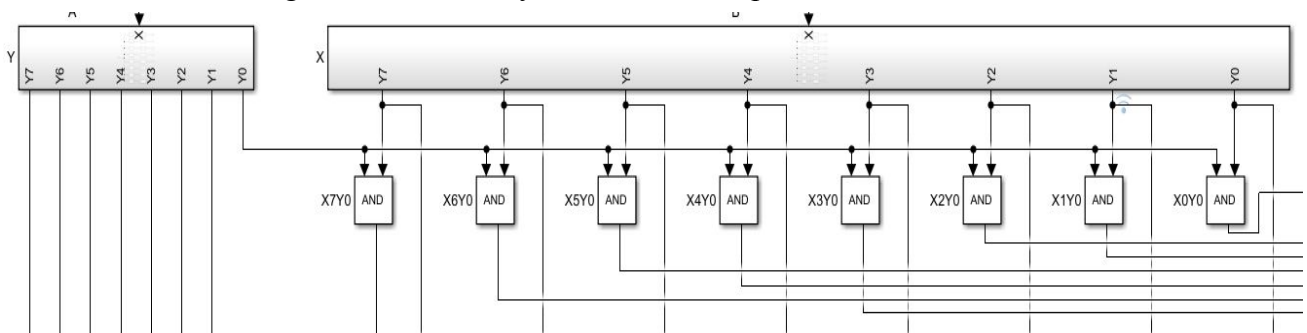 Y
X
Y7 Y6 Y5 Y4 Y3 Y2 Y1 Y0
X
X
Y7 Y6 Y5 Y4 Y3 Y2 Y1 Y0
X7Y0 AND X6Y0 AND X5Y0 AND X4Y0 AND X3Y0 AND X2Y0 AND X1Y0 AND X0Y0 AND